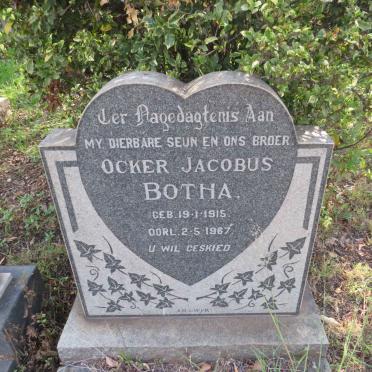 Ter Nagedagtenis Aan
MY DIERBARE SEUN EN ONS BROER.
OCKER JACOBUS
BOTHA.
GEB. 19-1-1915.
OORL. 2-5-1967.
U WIL GESKIED